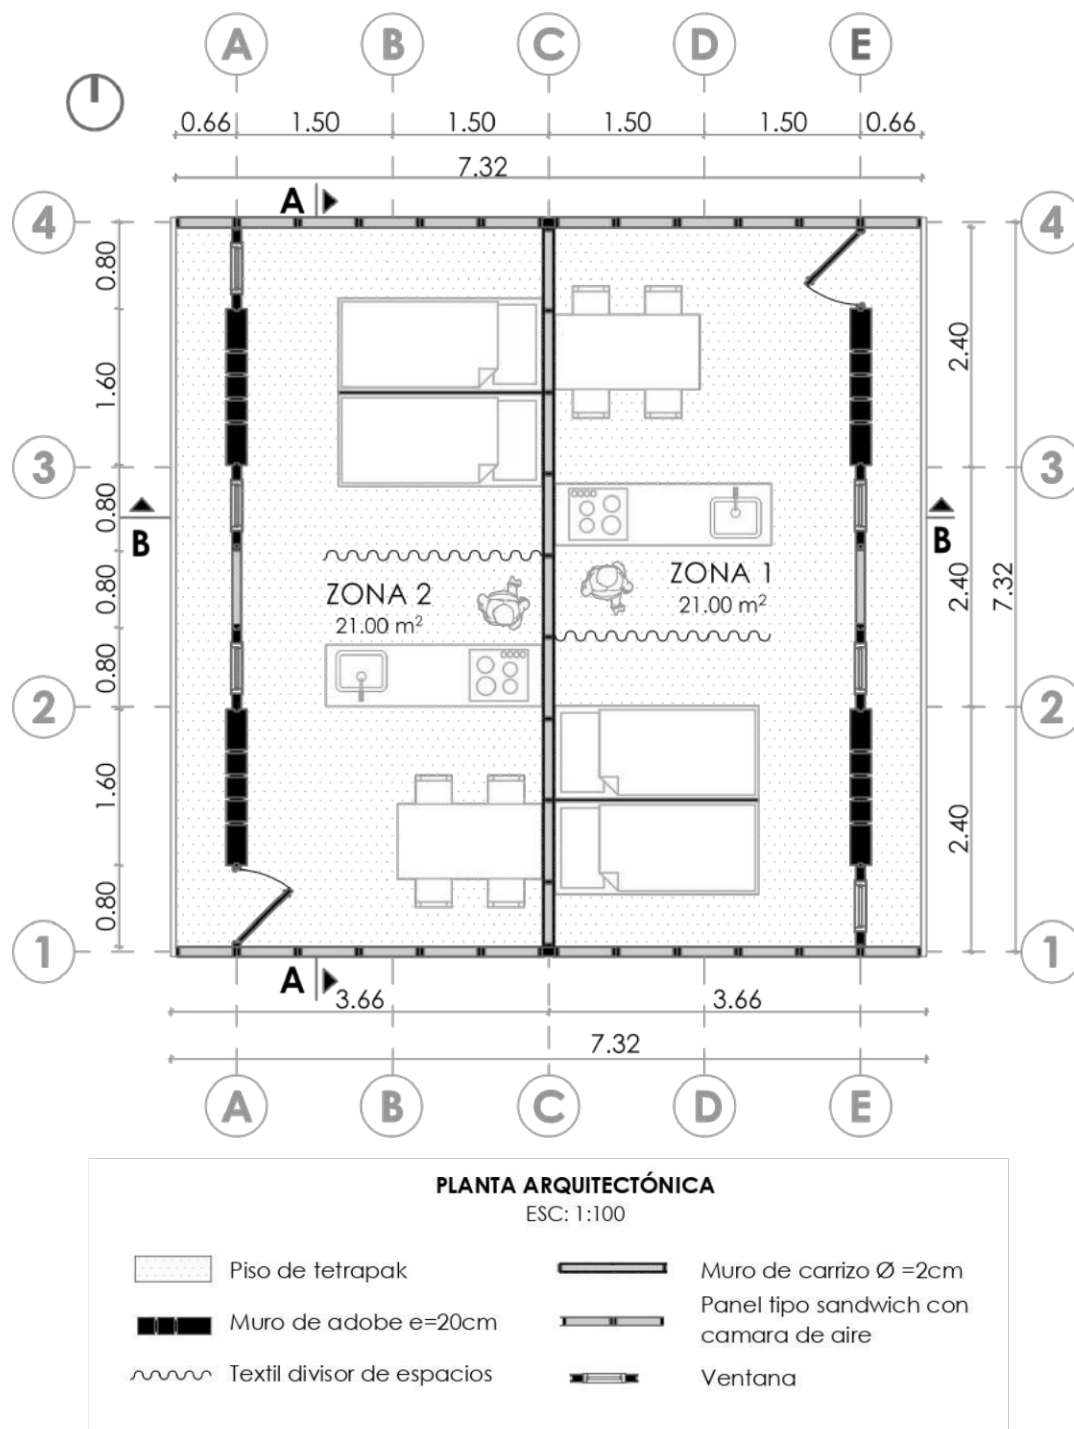 A B C D E
0.66 1.50 1.50 1.50 1.50 0.66
7.32
A
4 4
0.80
2.40
1.60
3 3
0.80
B B
0.80
2.40
7.32
ZONA 2
21.00 m²
ZONA 1
21.00 m²
0.80
2 2
1.60
2.40
0.80
1 1
A
3.66 3.66
7.32
A B C D E
PLANTA ARQUITECTÓNICA
ESC: 1:100
Piso de tetrapak
Muro de adobe e=20cm
Textil divisor de espacios
Muro de carrizo Ø =2cm
Panel tipo sandwich con
camara de aire
Ventana